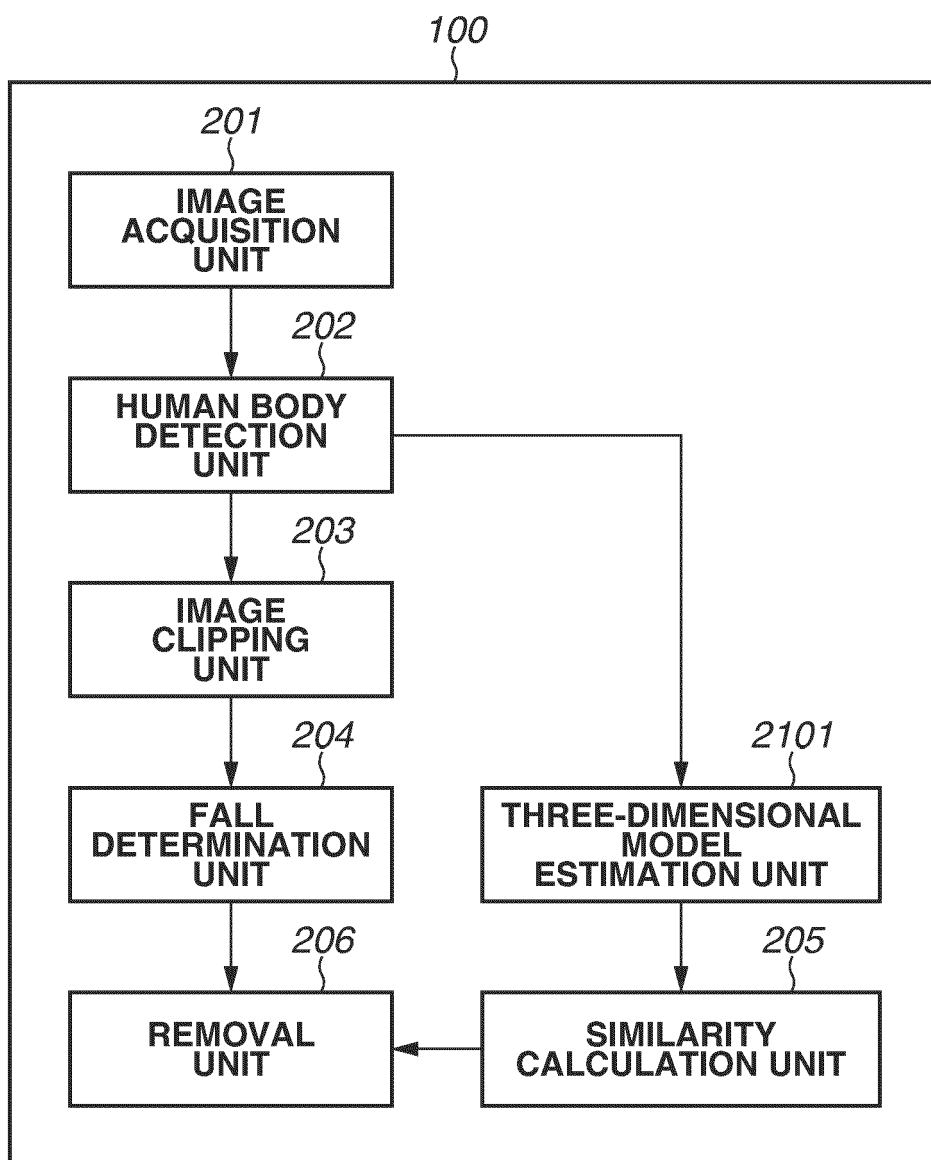 100
201
IMAGE
ACQUISITION
UNIT
202
HUMAN BODY
DETECTION
UNIT
203
IMAGE
CLIPPING
UNIT
204
FALL
DETERMINATION
UNIT
2101
THREE-DIMENSIONAL
MODEL
ESTIMATION UNIT
206
REMOVAL
UNIT
205
SIMILARITY
CALCULATION UNIT